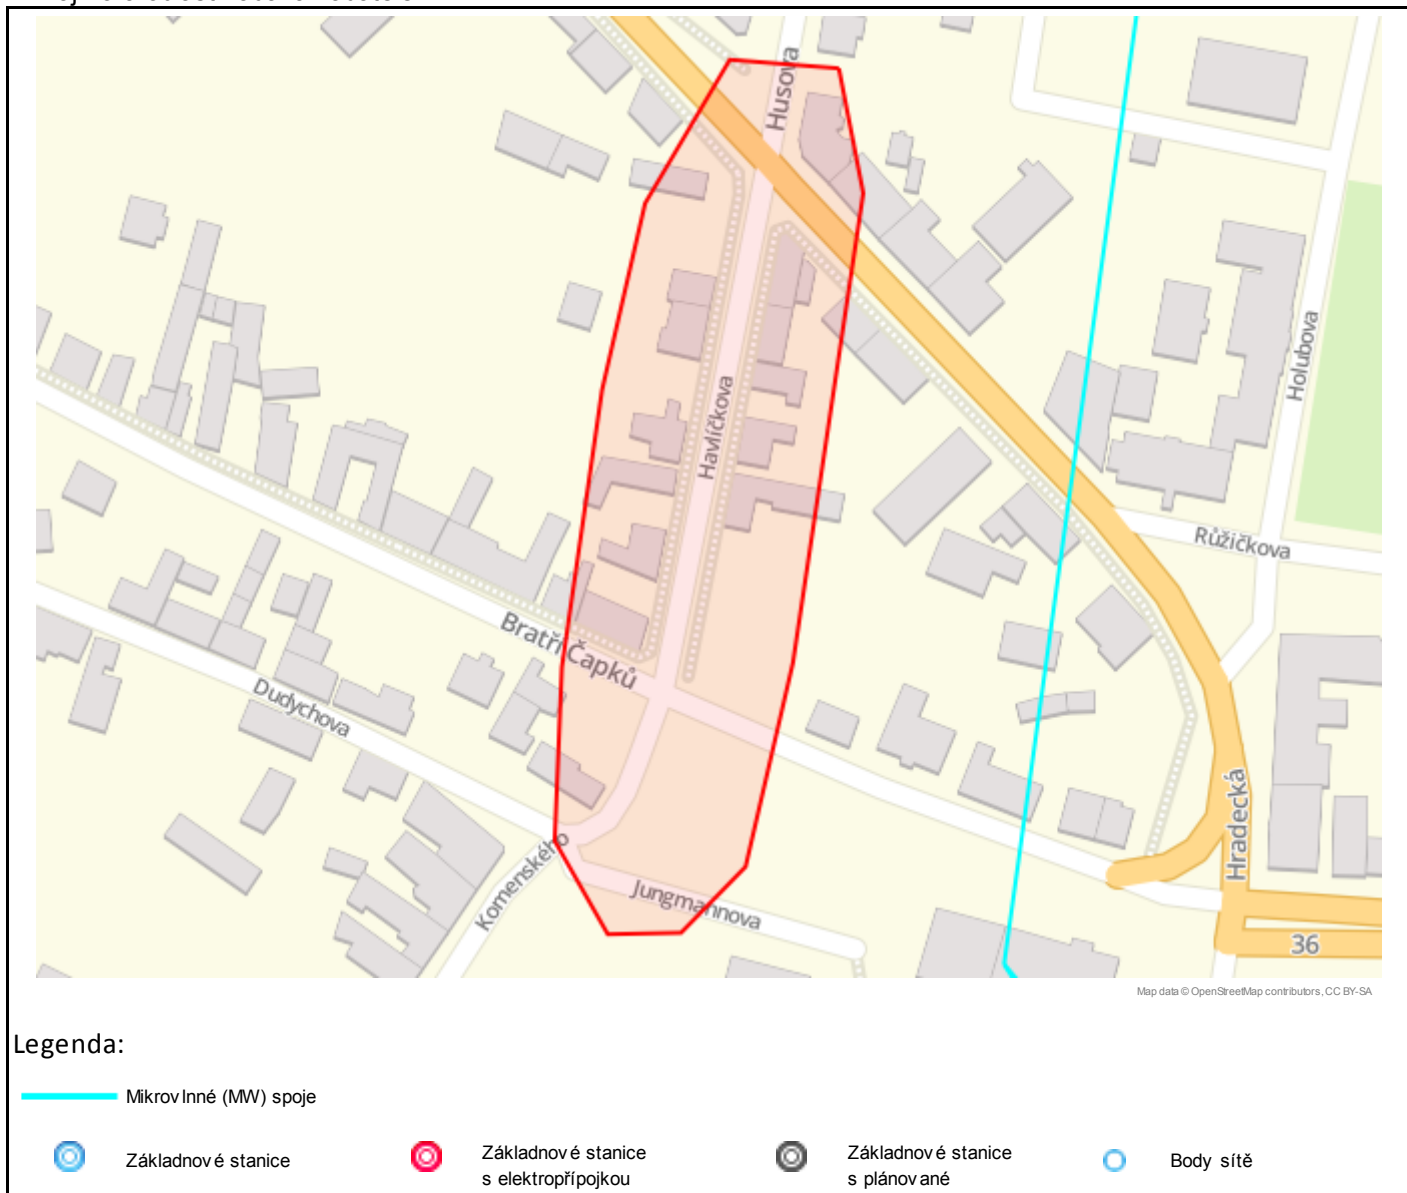 Husova
Holubova
Havlíčkova
Růžičkova
Bratří Čapků
Dudychova
Hradecká
Komenského
Jungmannova
36
Map data © OpenStreetMap contributors, CC BY-SA
Legenda:
Mikrovlnné (MW) spoje
Základnové stanice
Základnové stanice
s elektropřípojkou
Základnové stanice
s plánované
Body sítě